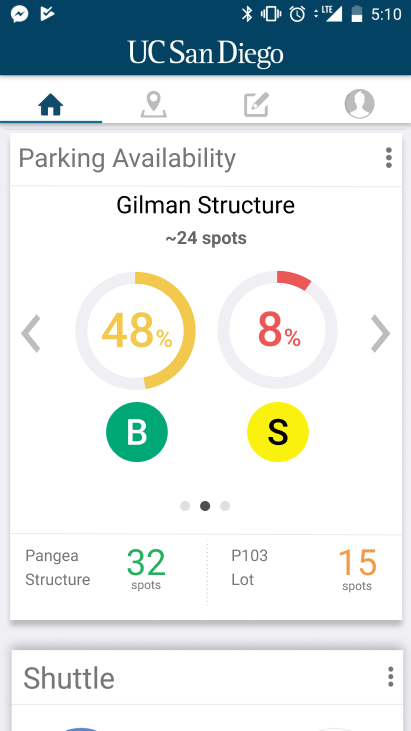 LTE 5:10
UC San Diego
Parking Availability
Gilman Structure
~24 spots
48% 8%
B S
Pangea Structure 32 spots
P103 Lot 15 spots
Shuttle